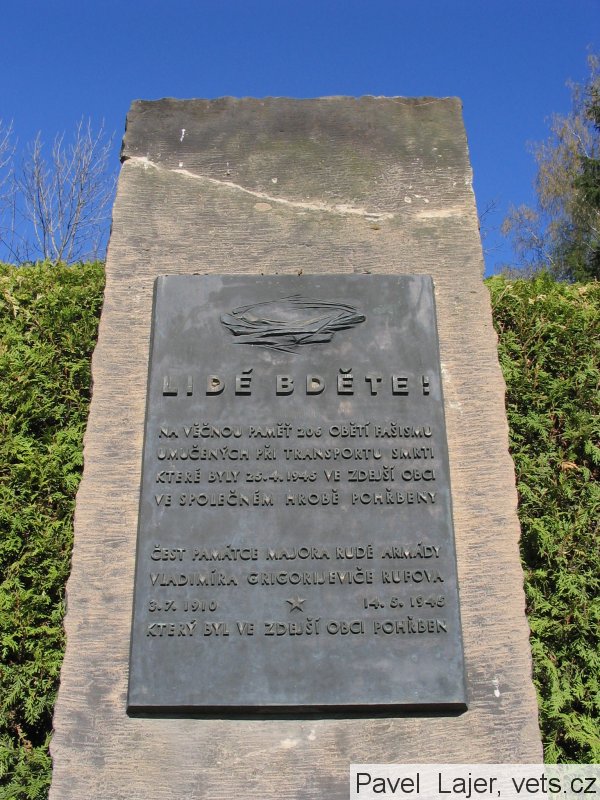 LIDÉ BDĚTE!
NA VĚČNOU PAMĚŤ 206 OBĚTÍ FAŠISMU
UMUČENÝCH PŘI TRANSPORTU SMRTI
KTERÉ BYLY 25.4.1945 VE ZDEJŠÍ OBCI
VE SPOLEČNÉM HROBĚ POHŘBENY
ČEST PAMÁTCE MAJORA RUDÉ ARMÁDY
VLADIMÍRA GRIGORIJEVIČE RUFOVA
3.7. 1910 14. 5. 1945
KTERÝ BYL VE ZDEJŠÍ OBCI POHŘBEN
Pavel Lajer, vets.cz